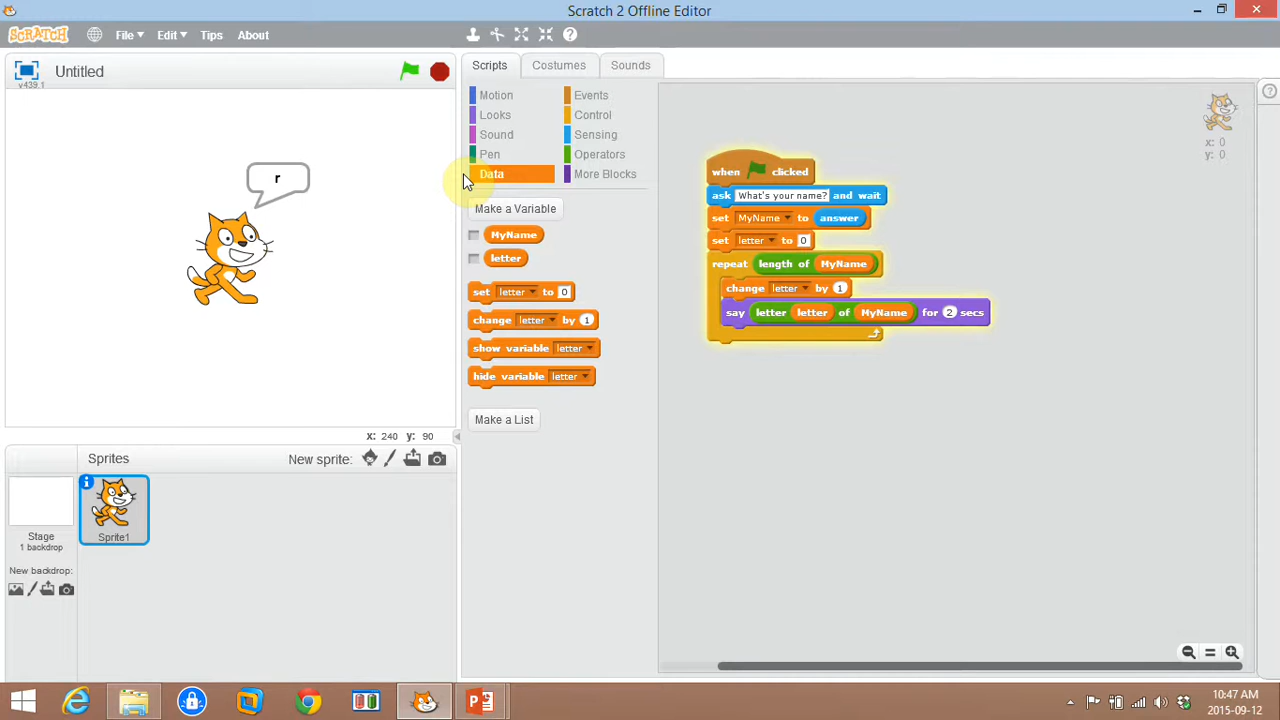 Scratch 2 Offline Editor
SCRATCH File Edit Tips About
v439.1
Untitled
r
x: 240 y: 90
Sprites New sprite:
Stage
1 backdrop
New backdrop:
Sprite1
Scripts Costumes Sounds
Motion Events
Looks Control
Sound Sensing
Pen Operators
Data More Blocks
Make a Variable
MyName
letter
set letter to 0
change letter by 1
show variable letter
hide variable letter
Make a List
when clicked
ask What's your name? and wait
set MyName to answer
set letter to 0
repeat length of MyName
change letter by 1
say letter letter of MyName for 2 secs
x: 0
y: 0
10:47 AM
2015-09-12